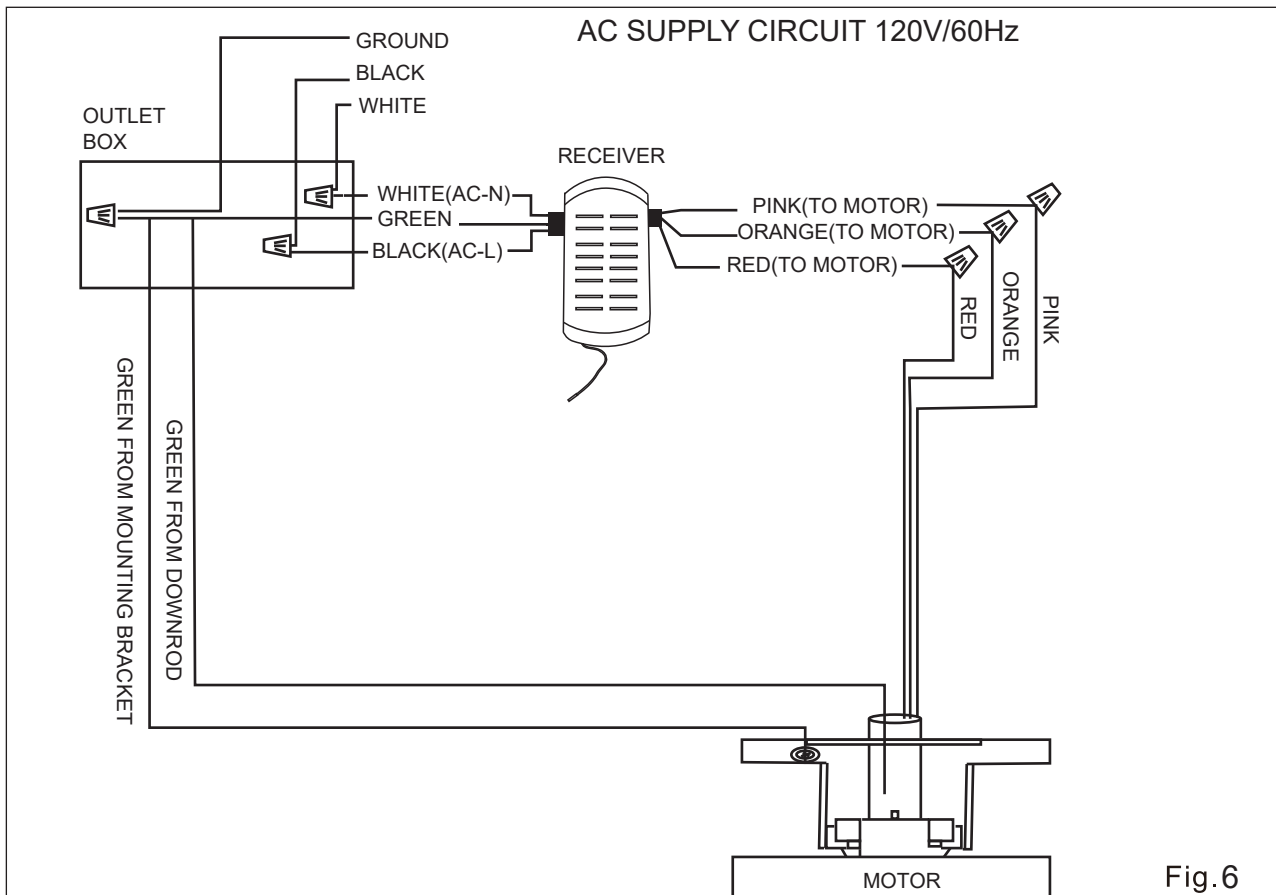 AC SUPPLY CIRCUIT 120V/60Hz
GROUND
BLACK
WHITE
OUTLET
BOX
RECEIVER
WHITE(AC-N)
GREEN
BLACK(AC-L)
PINK(TO MOTOR)
ORANGE(TO MOTOR)
RED(TO MOTOR)
RED
ORANGE
PINK
GREEN FROM MOUNTING BRACKET
GREEN FROM DOWNROD
MOTOR
Fig.6